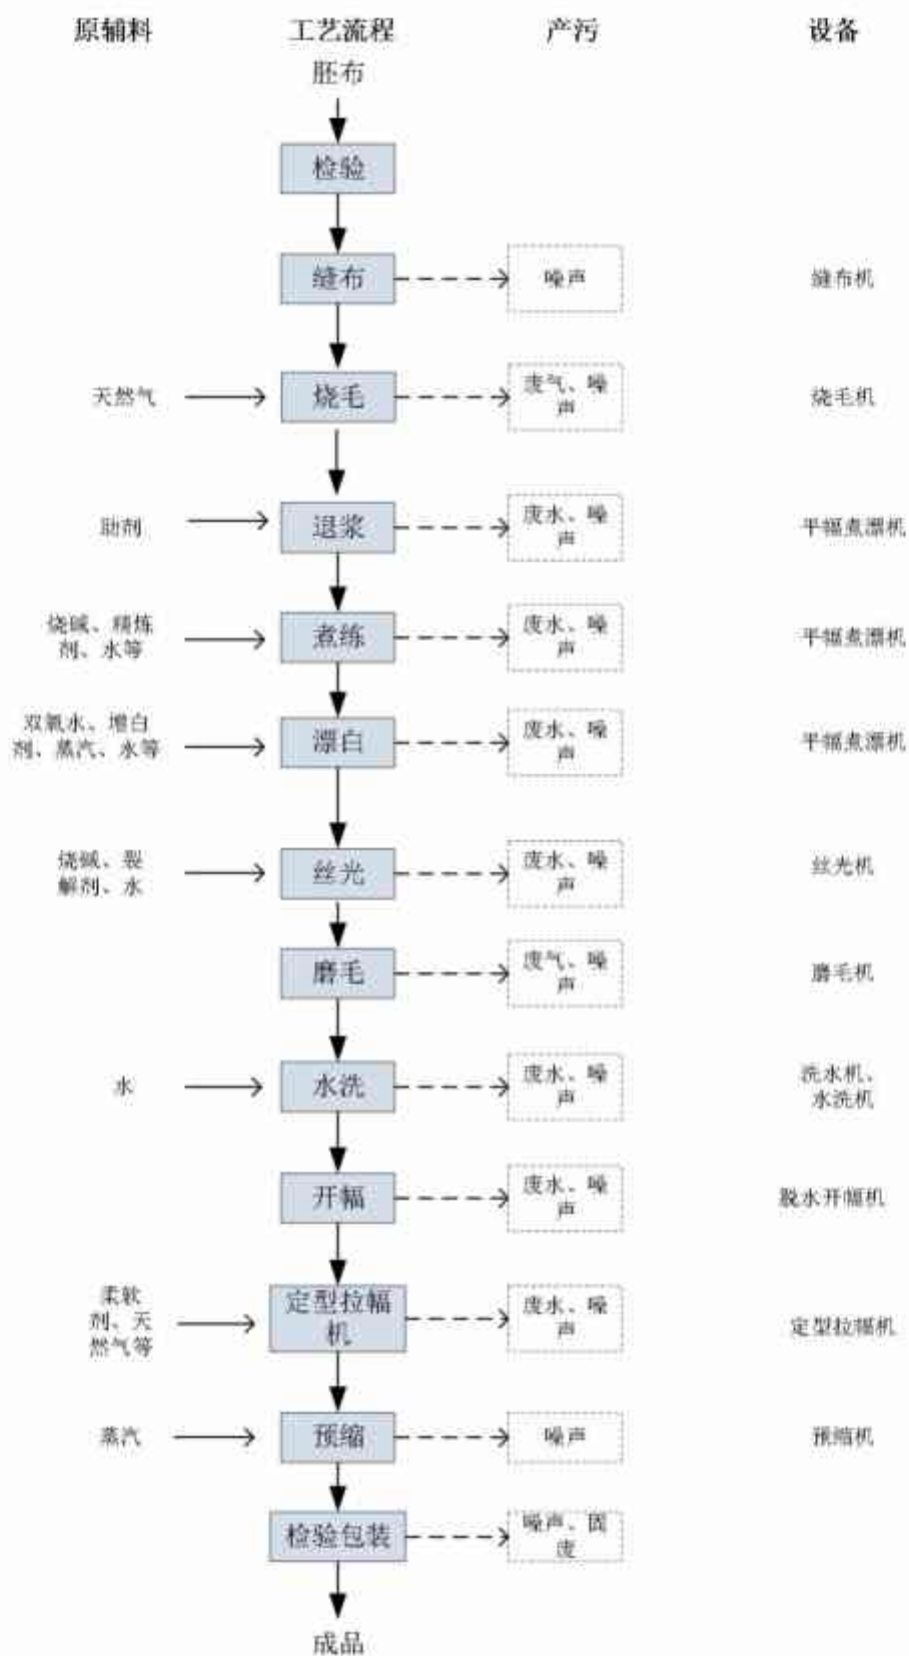 原辅料 工艺流程 产污 设备
胚布
检验
缝布 噪声 缝布机
天然气 烧毛 废气、噪
声 烧毛机
助剂 退浆 废水、噪
声 平幅煮漂机
烧碱、精炼
剂、水等 煮练 废水、噪
声 平幅煮漂机
双氧水、增白
剂、蒸汽、水等 漂白 废水、噪
声 平幅煮漂机
烧碱、裂
解剂、水 丝光 废水、噪
声 丝光机
磨毛 废气、噪
声 磨毛机
水 水洗 废水、噪
声 洗水机、
水洗机
开幅 废水、噪
声 脱水开幅机
柔软
剂、天
然气等 定型拉幅
机 废水、噪
声 定型拉幅机
蒸汽 预缩 噪声 预缩机
检验包装 噪声、固
废
成品